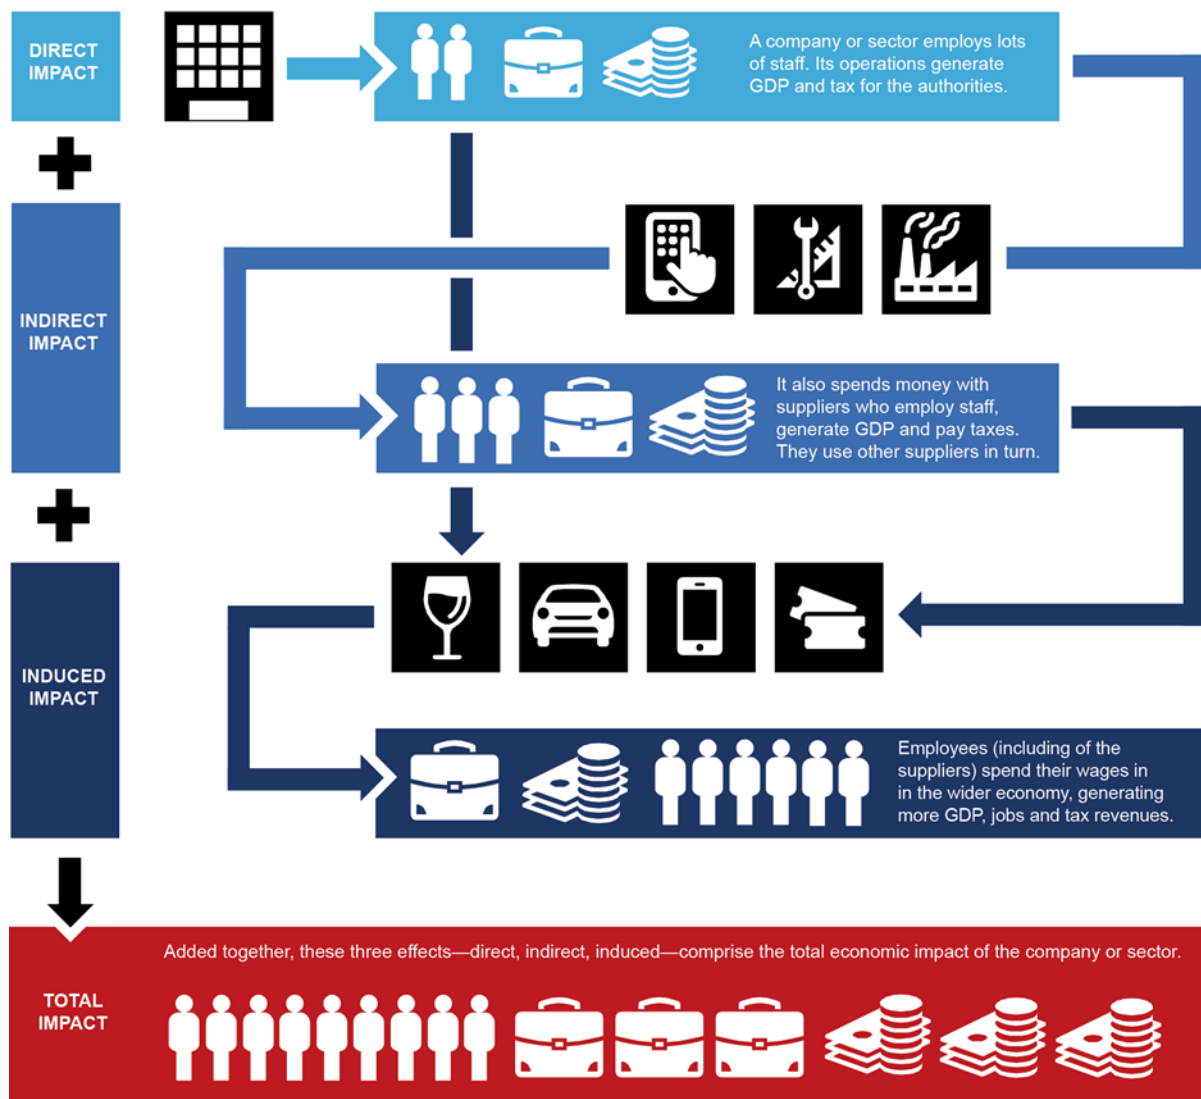 DIRECT
IMPACT
A company or sector employs lots
of staff. Its operations generate
GDP and tax for the authorities.
INDIRECT
IMPACT
It also spends money with
suppliers who employ staff,
generate GDP and pay taxes.
They use other suppliers in turn.
INDUCED
IMPACT
Employees (including of the
suppliers) spend their wages in
in the wider economy, generating
more GDP, jobs and tax revenues.
Added together, these three effects—direct, indirect, induced—comprise the total economic impact of the company or sector.
TOTAL
IMPACT